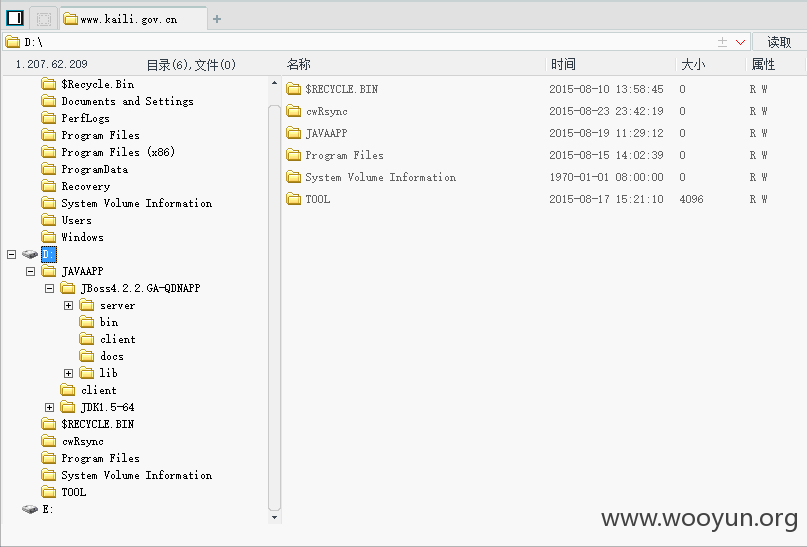 www.kaili.gov.cn
D:\
读取
1.207.62.209 目录(6),文件(0)
名称 时间 大小 属性
$Recycle.Bin
Documents and Settings
PerfLogs
Program Files
Program Files (x86)
ProgramData
Recovery
System Volume Information
Users
Windows
D:
JAVAAPP
JBoss4.2.2.GA-QDNAPP
server
bin
client
docs
lib
client
JDK1.5-64
$RECYCLE.BIN
cwRsync
Program Files
System Volume Information
TOOL
E:
$RECYCLE.BIN 2015-08-10 13:58:45 0 R W
cwRsync 2015-08-23 23:42:19 0 R W
JAVAAPP 2015-08-19 11:29:12 0 R W
Program Files 2015-08-15 14:02:39 0 R W
System Volume Information 1970-01-01 08:00:00 0 R W
TOOL 2015-08-17 15:21:10 4096 R W
www.wooyun.org